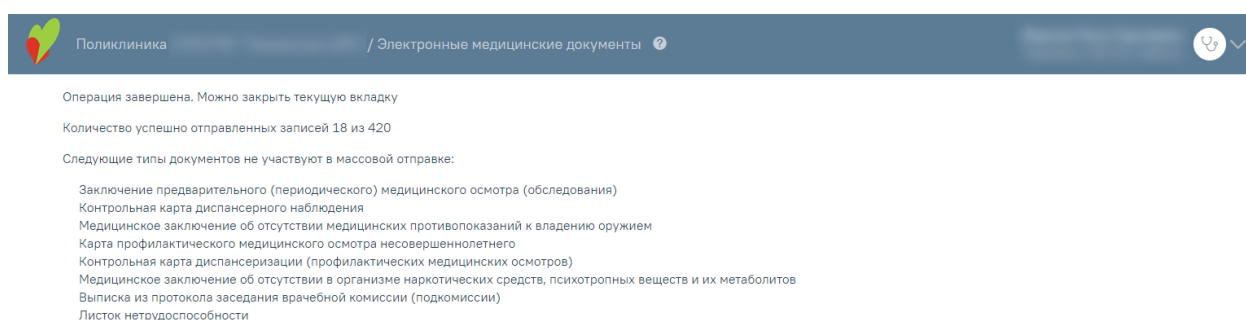 Поликлиника / Электронные медицинские документы ?
Операция завершена. Можно закрыть текущую вкладку
Количество успешно отправленных записей 18 из 420
Следующие типы документов не участвуют в массовой отправке:
Заключение предварительного (периодического) медицинского осмотра (обследования)
Контрольная карта диспансерного наблюдения
Медицинское заключение об отсутствии медицинских противопоказаний к владению оружием
Карта профилактического медицинского осмотра несовершеннолетнего
Контрольная карта диспансеризации (профилактических медицинских осмотров)
Медицинское заключение об отсутствии в организме наркотических средств, психотропных веществ и их метаболитов
Выписка из протокола заседания врачебной комиссии (подкомиссии)
Листок нетрудоспособности